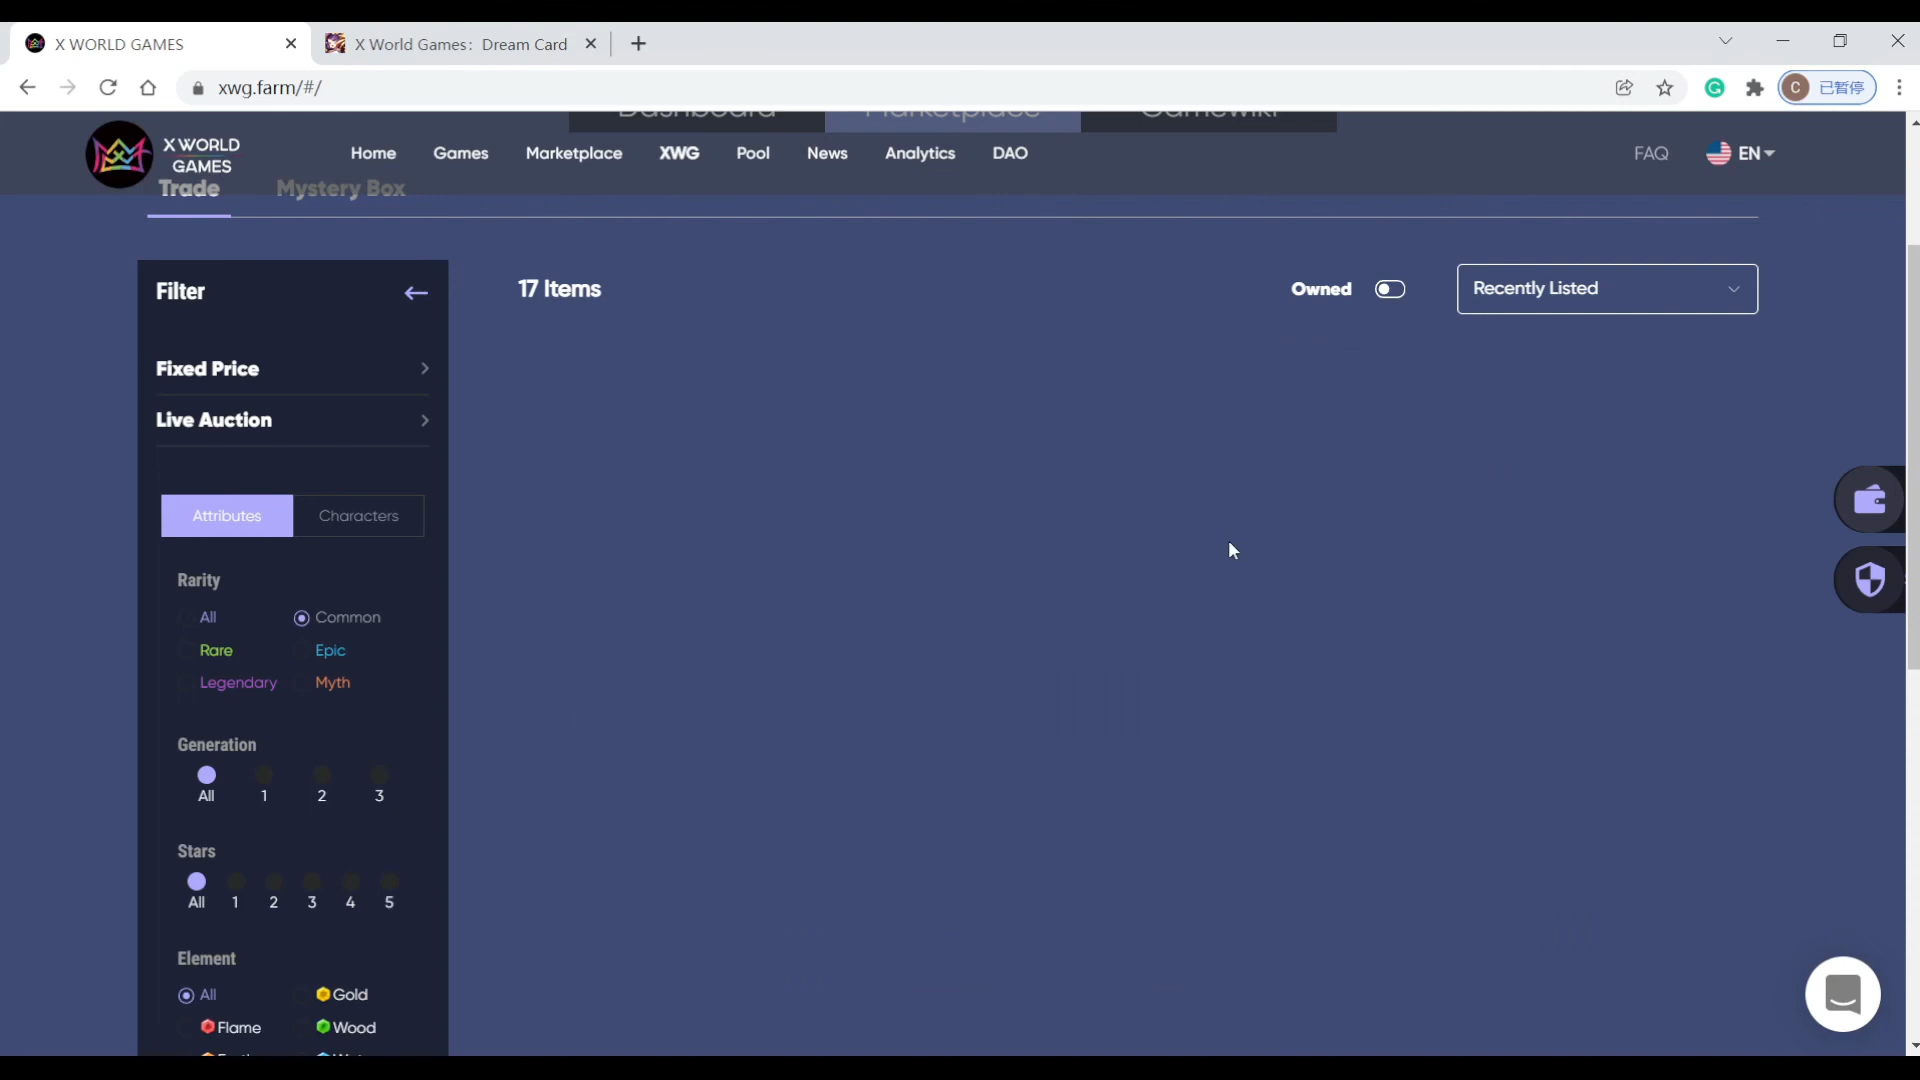 X WORLD GAMES
X World Games: Dream Card
xwg.farm/#/
C 已暂停
Dashboard Marketplace Gamewiki
X WORLD
GAMES
Home Games Marketplace XWG Pool News Analytics DAO
FAQ EN
Trade Mystery Box
Filter
17 Items
Owned
Recently Listed
Fixed Price
Live Auction
Attributes Characters
Rarity
All Common
Rare Epic
Legendary Myth
Generation
All 1 2 3
Stars
All 1 2 3 4 5
Element
All Gold
Flame Wood